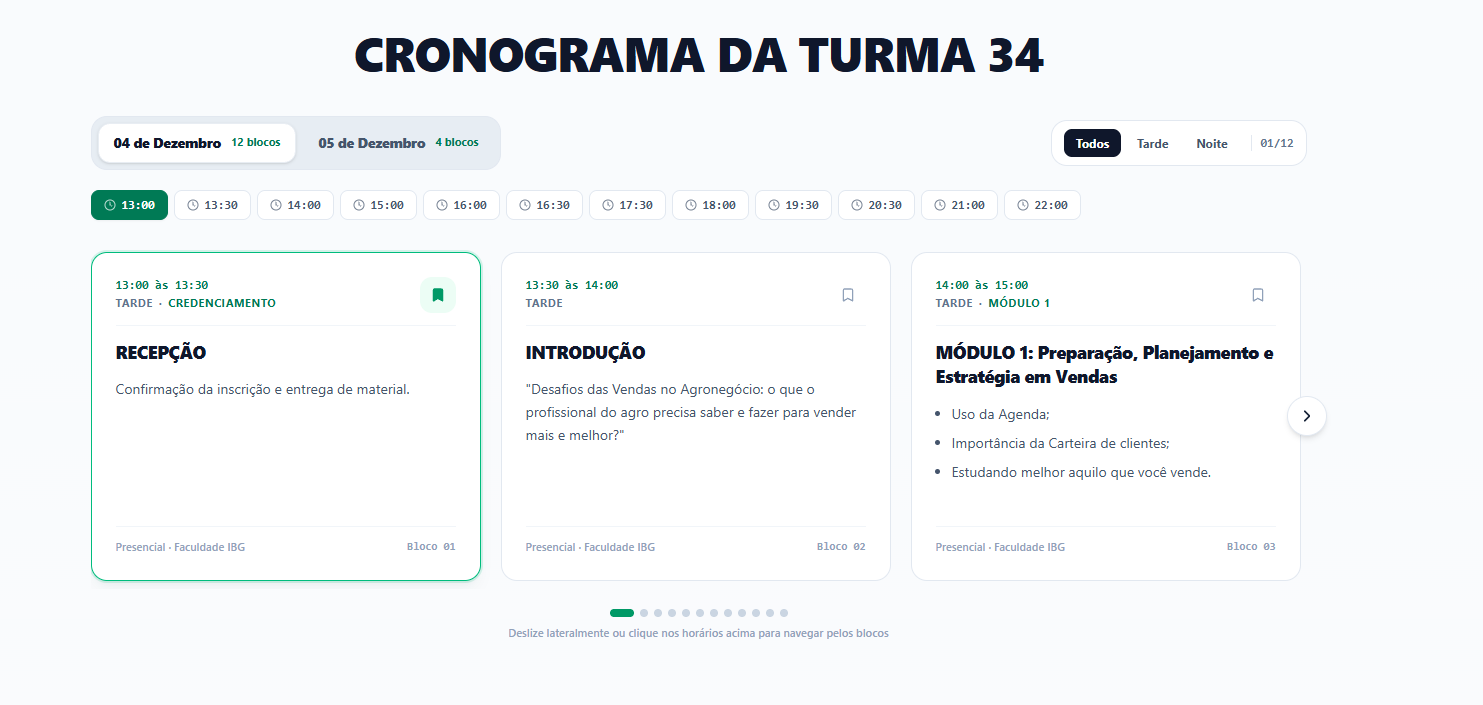 CRONOGRAMA DA TURMA 34
04 de Dezembro 12 blocos 05 de Dezembro 4 blocos
Todos Tarde Noite 01/12
13:00 13:30 14:00 15:00 16:00 16:30 17:30 18:00 19:30 20:30 21:00 22:00
13:00 às 13:30
TARDE · CREDENCIAMENTO
RECEPÇÃO
Confirmação da inscrição e entrega de material.
Presencial · Faculdade IBG Bloco 01
13:30 às 14:00
TARDE
INTRODUÇÃO
"Desafios das Vendas no Agronegócio: o que o
profissional do agro precisa saber e fazer para vender
mais e melhor?"
Presencial · Faculdade IBG Bloco 02
14:00 às 15:00
TARDE · MÓDULO 1
MÓDULO 1: Preparação, Planejamento e
Estratégia em Vendas
• Uso da Agenda;
• Importância da Carteira de clientes;
• Estudando melhor aquilo que você vende.
Presencial · Faculdade IBG Bloco 03
Deslize lateralmente ou clique nos horários acima para navegar pelos blocos